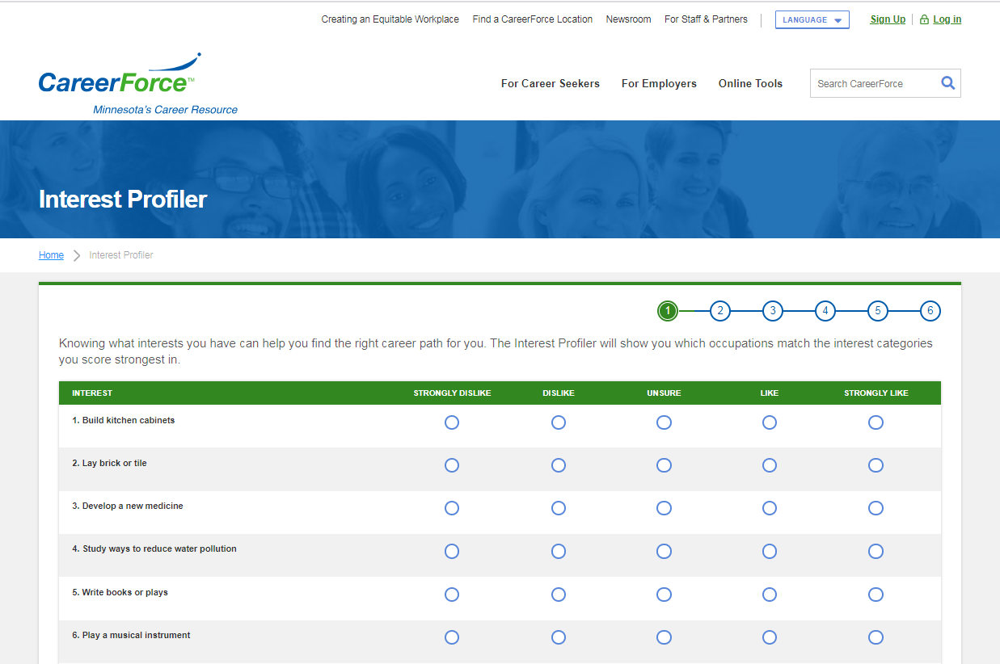 Creating an Equitable Workplace Find a CareerForce Location Newsroom For Staff & Partners LANGUAGE Sign Up Log in
CareerForce™
Minnesota's Career Resource
For Career Seekers For Employers Online Tools Search CareerForce
Interest Profiler
Home Interest Profiler
1 2 3 4 5 6
Knowing what interests you have can help you find the right career path for you. The Interest Profiler will show you which occupations match the interest categories
you score strongest in.
INTEREST STRONGLY DISLIKE DISLIKE UNSURE LIKE STRONGLY LIKE
1. Build kitchen cabinets
2. Lay brick or tile
3. Develop a new medicine
4. Study ways to reduce water pollution
5. Write books or plays
6. Play a musical instrument